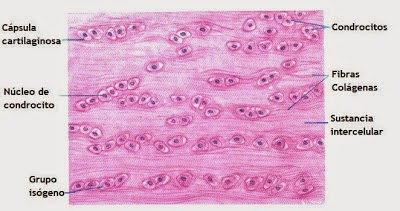 Cápsula
cartilaginosa
Núcleo de
condrocito
Grupo
isógeno
Condrocitos
Fibras
Colágenas
Sustancia
intercelular